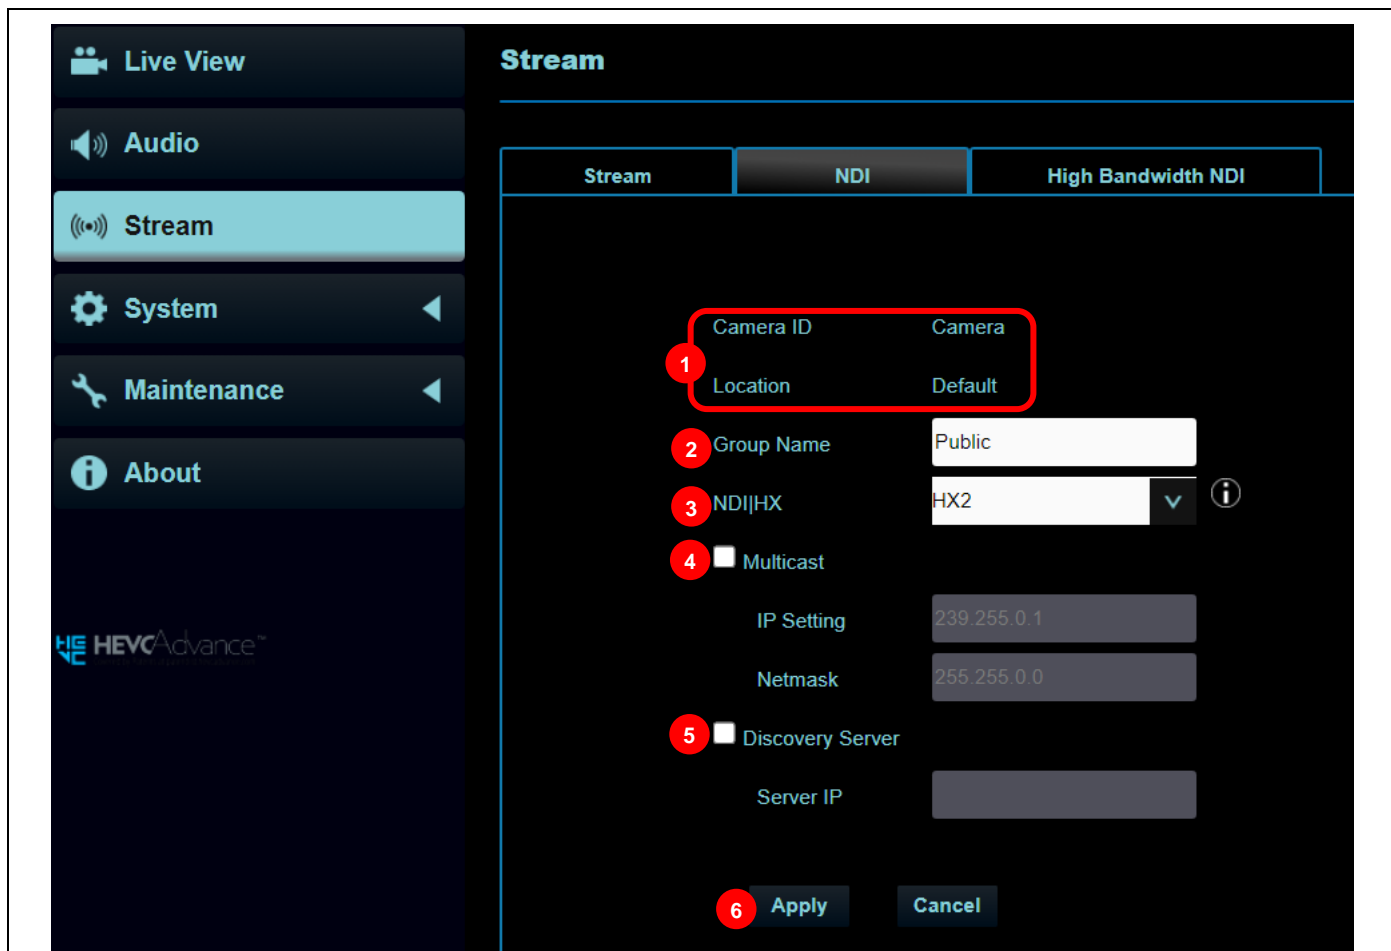 Live View
Audio
Stream
System
Maintenance
About
HEVCAdvance™
Stream
Stream NDI High Bandwidth NDI
1
Camera ID Camera
Location Default
2 Group Name Public
3 NDI|HX HX2
4 Multicast
IP Setting 239.255.0.1
Netmask 255.255.0.0
5 Discovery Server
Server IP
6 Apply Cancel